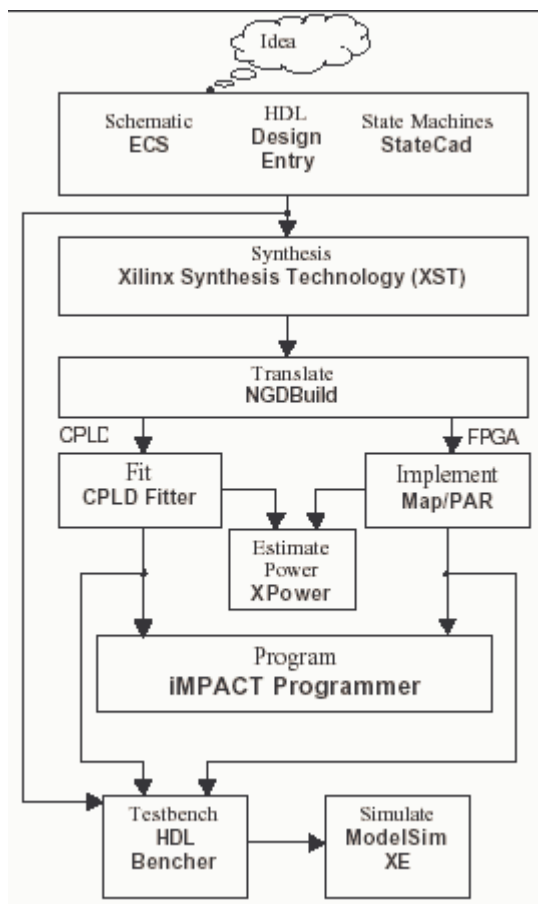 Idea
Schematic
ECS
HDL
Design
Entry
State Machines
StateCad
Synthesis
Xilinx Synthesis Technology (XST)
Translate
NGDBuild
CPLD
FPGA
Fit
CPLD Fitter
Implement
Map/PAR
Estimate
Power
XPower
Program
iMPACT Programmer
Testbench
HDL
Bencher
Simulate
ModelSim
XE